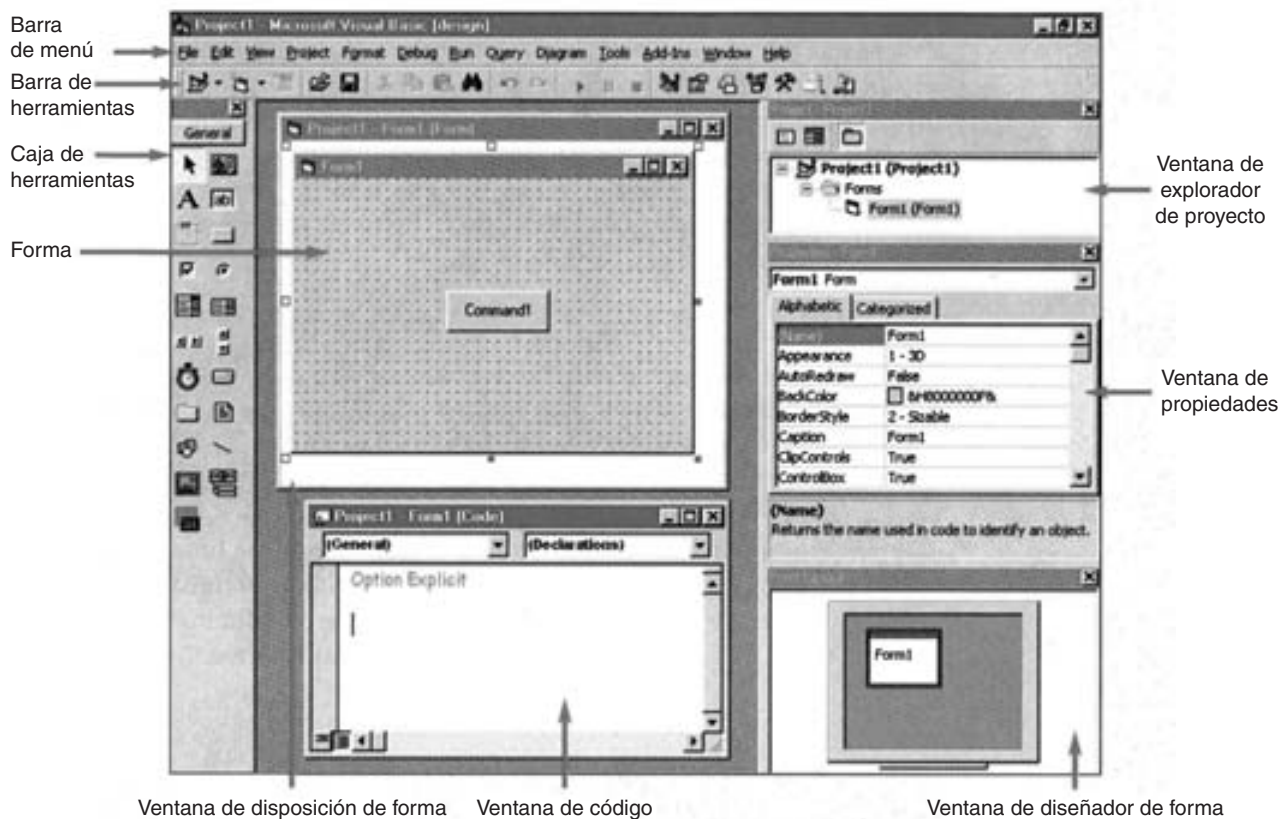 Barra
de menú
Barra de
herramientas
Caja de
herramientas
Forma
Project1 - Microsoft Visual Basic [design]
File Edit View Project Format Debug Run Query Diagram Tools Add-Ins Window Help
General
A
ab
Project1 - Form1 (Form)
Form1
Command1
Project1 - Form1 (Code)
(General)
(Declarations)
Option Explicit
Project1 (Project1)
Forms
Form1 (Form1)
Form1 Form
Alphabetic Categorized
(Name) Form1
Appearance 1 - 3D
AutoRedraw False
BackColor
BorderStyle 2 - Sizable
Caption Form1
ClipControls True
ControlBox True
(Name)
Returns the name used in code to identify an object.
Form1
Ventana de
explorador
de proyecto
Ventana de
propiedades
Ventana de disposición de forma
Ventana de código
Ventana de diseñador de forma